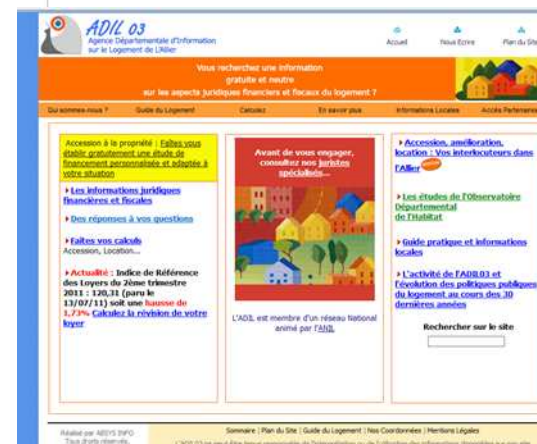 ADIL 03
Agence Départementale d'Information
sur le Logement de L'Allier
Accueil
Nous Ecrire
Plan du Site
Vous recherchez une information
gratuite et neutre
sur les aspects juridiques financiers et fiscaux du logement ?
Qui sommes-nous ?
Guide du Logement
Calculez
En savoir plus
Informations Locales
Accès Partenaires
Accession à la propriété : Faites vous
établir gratuitement une étude de
financement personnalisée et adaptée à
votre situation
Les informations juridiques
financières et fiscales
Des réponses à vos questions
Faites vos calculs
Accession, Location...
Actualité : Indice de Référence
des Loyers du 2ème trimestre
2011 : 120,31 (paru le
13/07/11) soit une hausse de
1,73% Calculez la révision de votre
loyer
Avant de vous engager,
consultez nos juristes
spécialisés...
L'ADIL est membre d'un réseau National
animé par l'ANIL
Accession, amélioration,
location : Vos interlocuteurs dans
l'Allier
Les études de l'Observatoire
Départemental
de l'Habitat
Guide pratique et informations
locales
L'activité de l'ADIL03 et
l'évolution des politiques publiques
du logement au cours des 30
dernières années
Rechercher sur le site
Réalisé par ABSYS INFO
Tous droits réservés.
Sommaire | Plan du Site | Guide du Logement | Nos Coordonnées | Mentions Légales